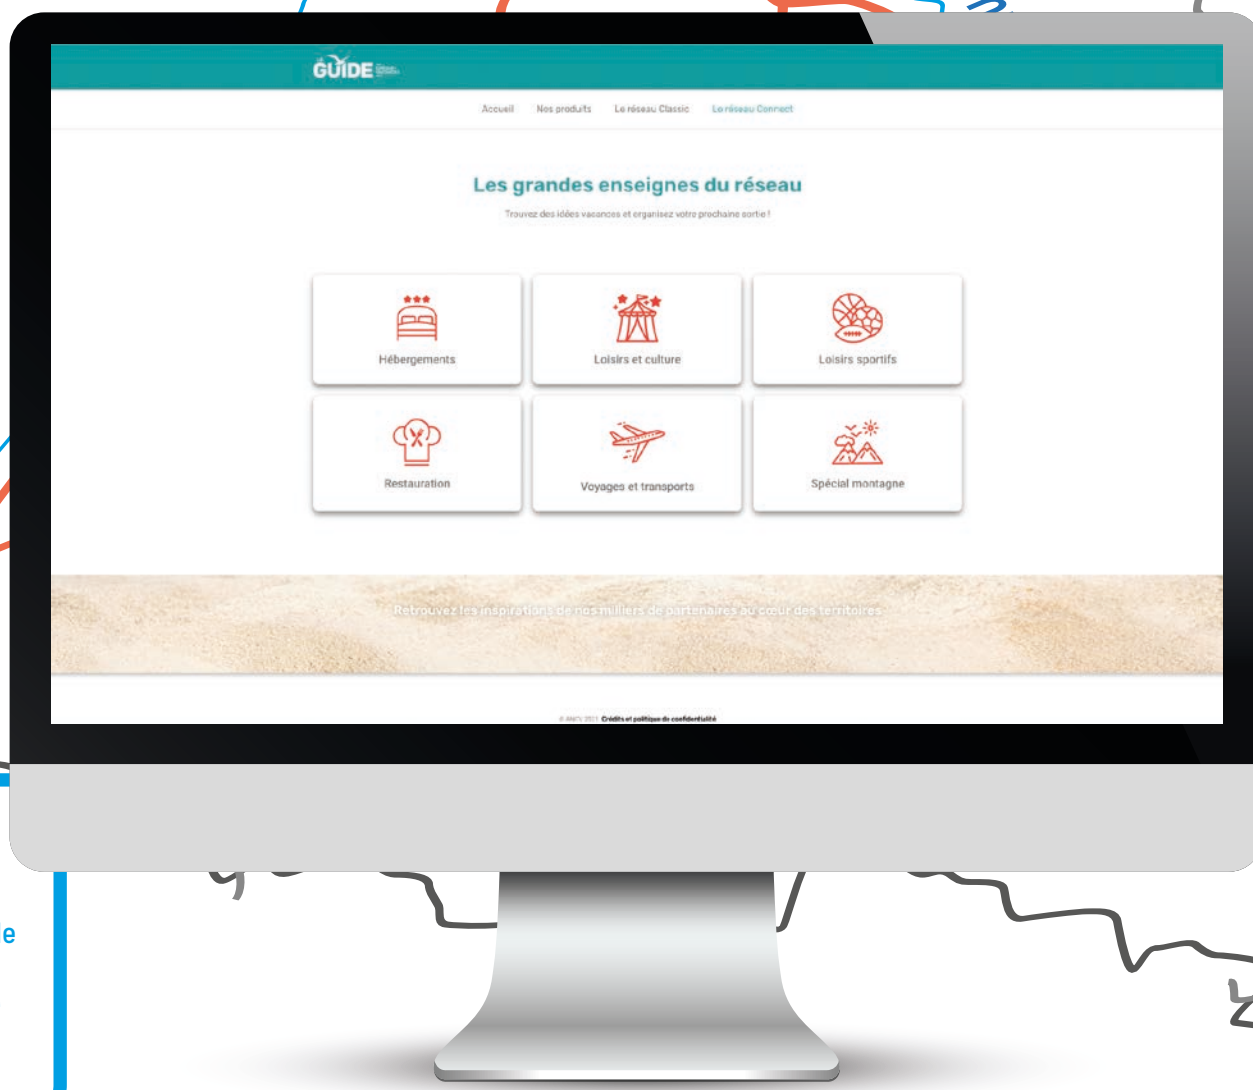 GUIDE
Accueil Nos produits Le réseau Classic Le réseau Connect
Les grandes enseignes du réseau
Trouvez des idées vacances et organisez votre prochaine sortie !
Hébergements Loisirs et culture Loisirs sportifs
Restauration Voyages et transports Spécial montagne
Retrouvez les inspirations de nos milliers de partenaires au cœur des territoires
© ANCV 2021 Crédits et politique de confidentialité